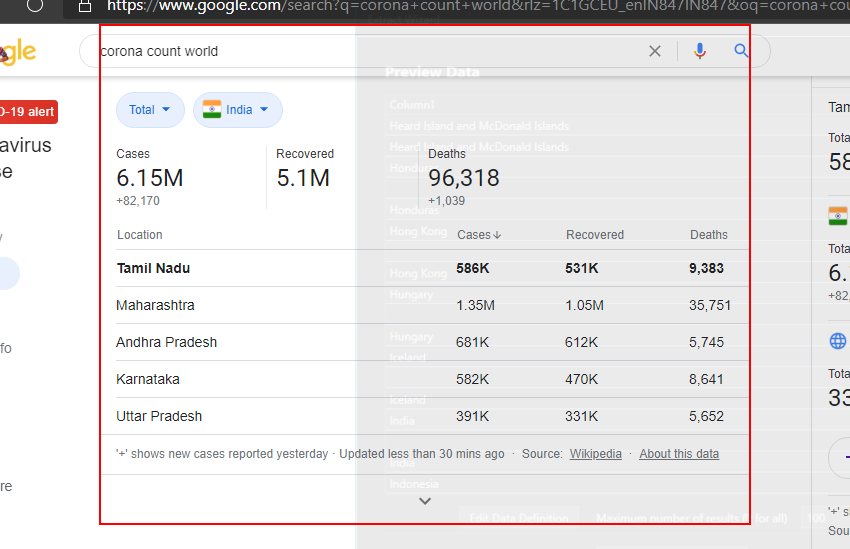 https://www.google.com/search?q=corona+count+world&rlz=1C1GCEU_enIN847IN847&oq=corona+cou
gle
corona count world
Extract wizard
Preview Data
Column1
Heard Island and McDonald Islands
Heard Island and McDonald Islands
Honduras
Honduras
Hong Kong
Hong Kong
Hungary
Hungary
Iceland
Iceland
India
India
Indonesia
Edit Data Definition
Maximum number of results (0 for all)
100
D-19 alert
avirus
se
y
fo
re
Total
India
Cases
Recovered
Deaths
6.15M
5.1M
96,318
+82,170
+1,039
Location Cases↓ Recovered Deaths
Tamil Nadu 586K 531K 9,383
Maharashtra 1.35M 1.05M 35,751
Andhra Pradesh 681K 612K 5,745
Karnataka 582K 470K 8,641
Uttar Pradesh 391K 331K 5,652
'+' shows new cases reported yesterday · Updated less than 30 mins ago · Source: Wikipedia · About this data
Tam
Tota
58
Tota
6.
+82,
Tota
33
'+' sh
Sou